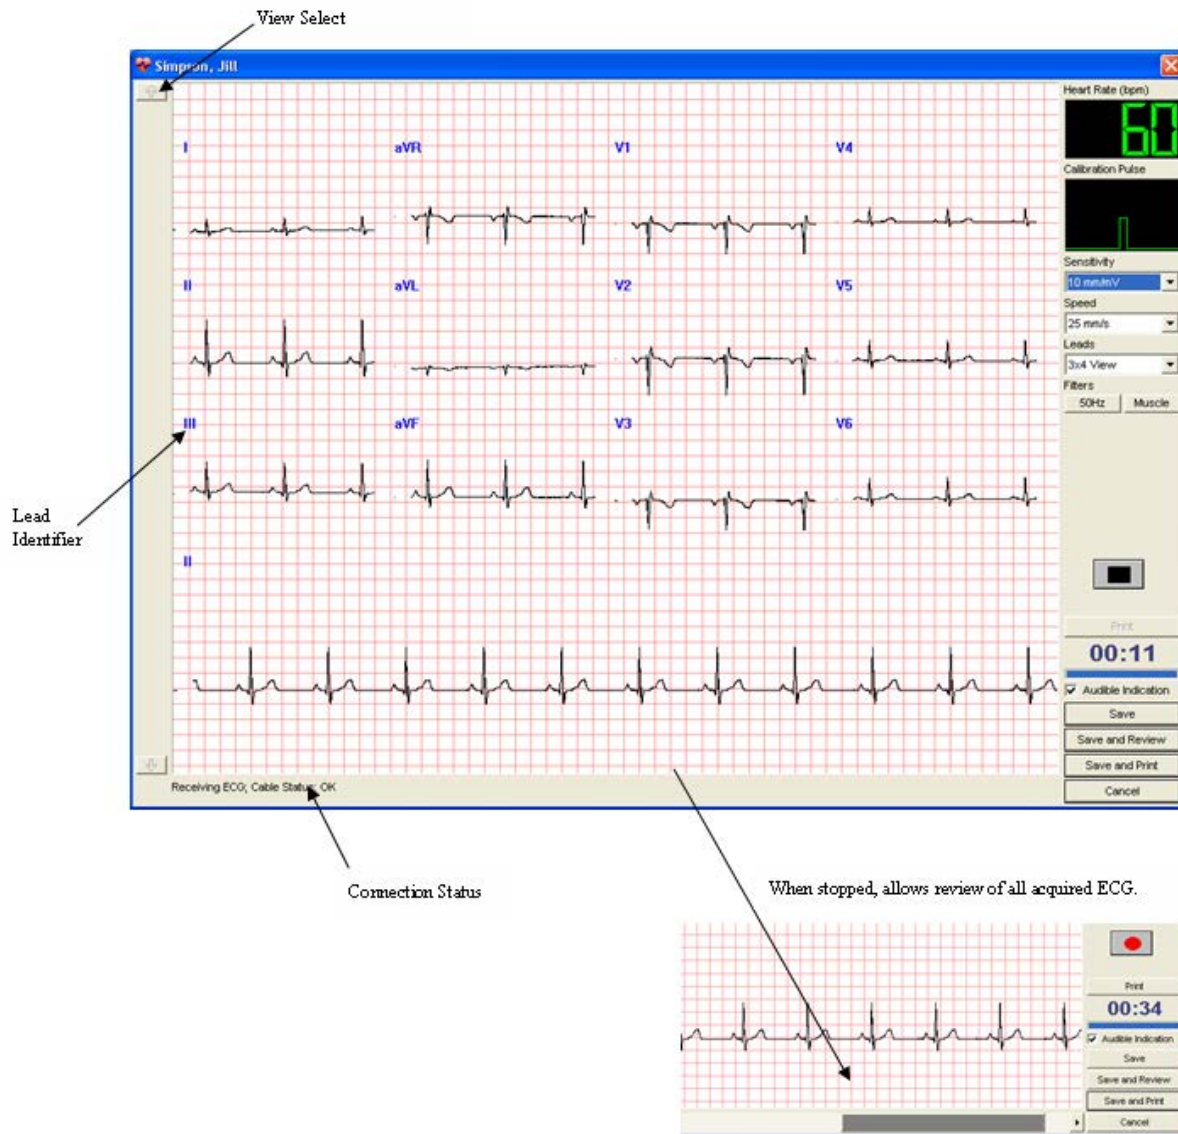 View Select
Simpson, Jill
Heart Rate (bpm)
60
Calibration Pulse
I aVR V1 V4
Sensitivity
10 mm/mV
II aVL V2 V5
Speed
25 mm/s
Leads
3x4 View
Filters
50Hz Muscle
III aVF V3 V6
Lead
Identifier
II
Print
00:11
Audible Indication
Save
Save and Review
Save and Print
Cancel
Receiving ECG; Cable Status: OK
Connection Status
When stopped, allows review of all acquired ECG.
Print
00:34
Audible Indication
Save
Save and Review
Save and Print
Cancel